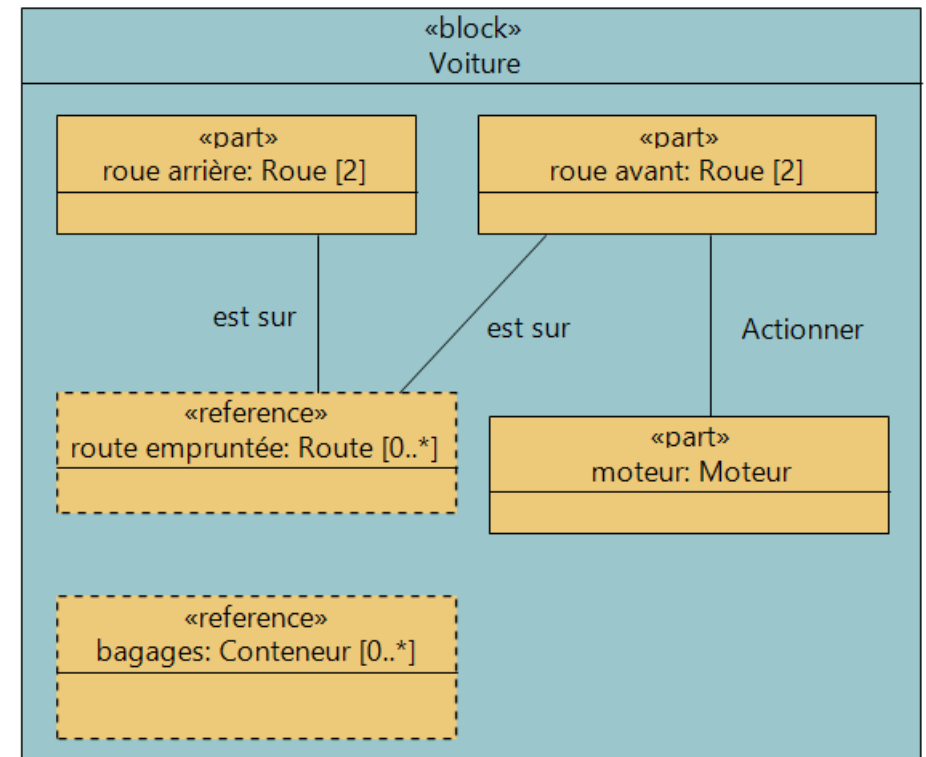 «block»
Voiture
«part»
roue arrière: Roue [2]
«part»
roue avant: Roue [2]
est sur
est sur
Actionner
«reference»
route empruntée: Route [0..*]
«part»
moteur: Moteur
«reference»
bagages: Conteneur [0..*]